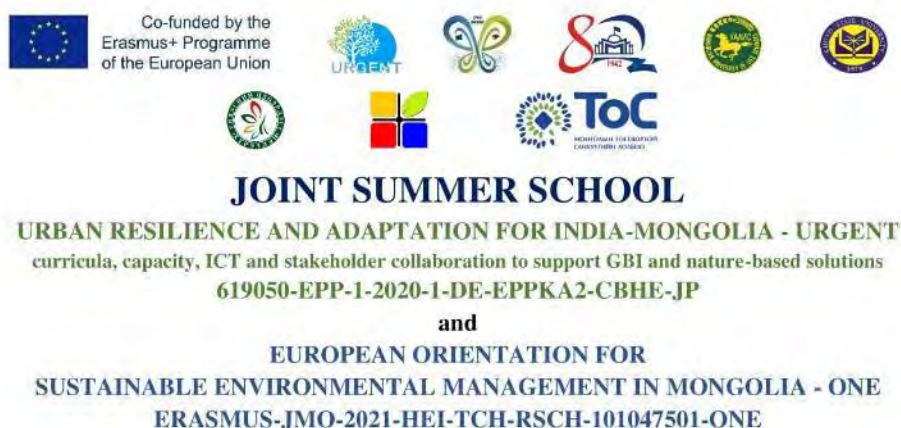 Co-funded by the
Erasmus+ Programme
of the European Union
URGENT
1942
ToC
JOINT SUMMER SCHOOL
URBAN RESILIENCE AND ADAPTATION FOR INDIA-MONGOLIA - URGENT
curricula, capacity, ICT and stakeholder collaboration to support GBI and nature-based solutions
619050-EPP-1-2020-1-DE-EPPKA2-CBHE-JP
and
EUROPEAN ORIENTATION FOR
SUSTAINABLE ENVIRONMENTAL MANAGEMENT IN MONGOLIA - ONE
ERASMUS-JMO-2021-HEI-TCH-RSCH-101047501-ONE